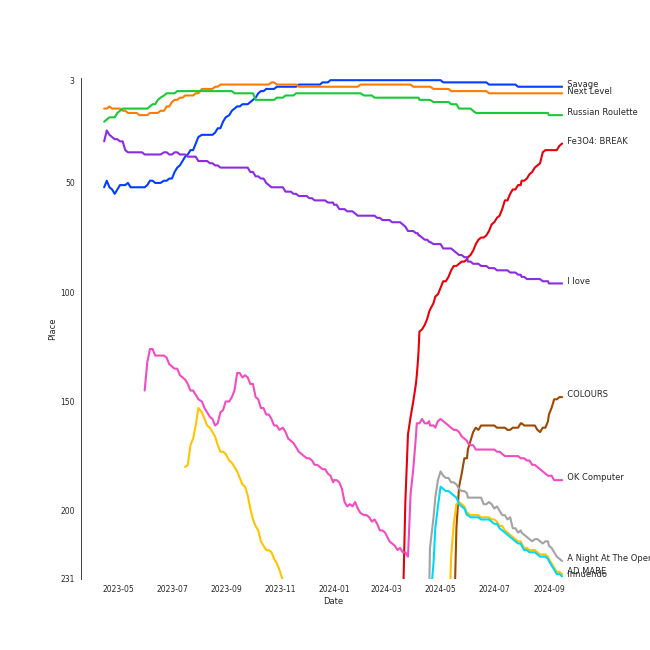 3
50
100
150
200
231
Place
2023-05
2023-07
2023-09
2023-11
2024-01
2024-03
2024-05
2024-07
2024-09
Date
Savage
Next Level
Russian Roulette
Fe3O4: BREAK
I love
COLOURS
OK Computer
A Night At The Oper
AD MARE
Innuendo